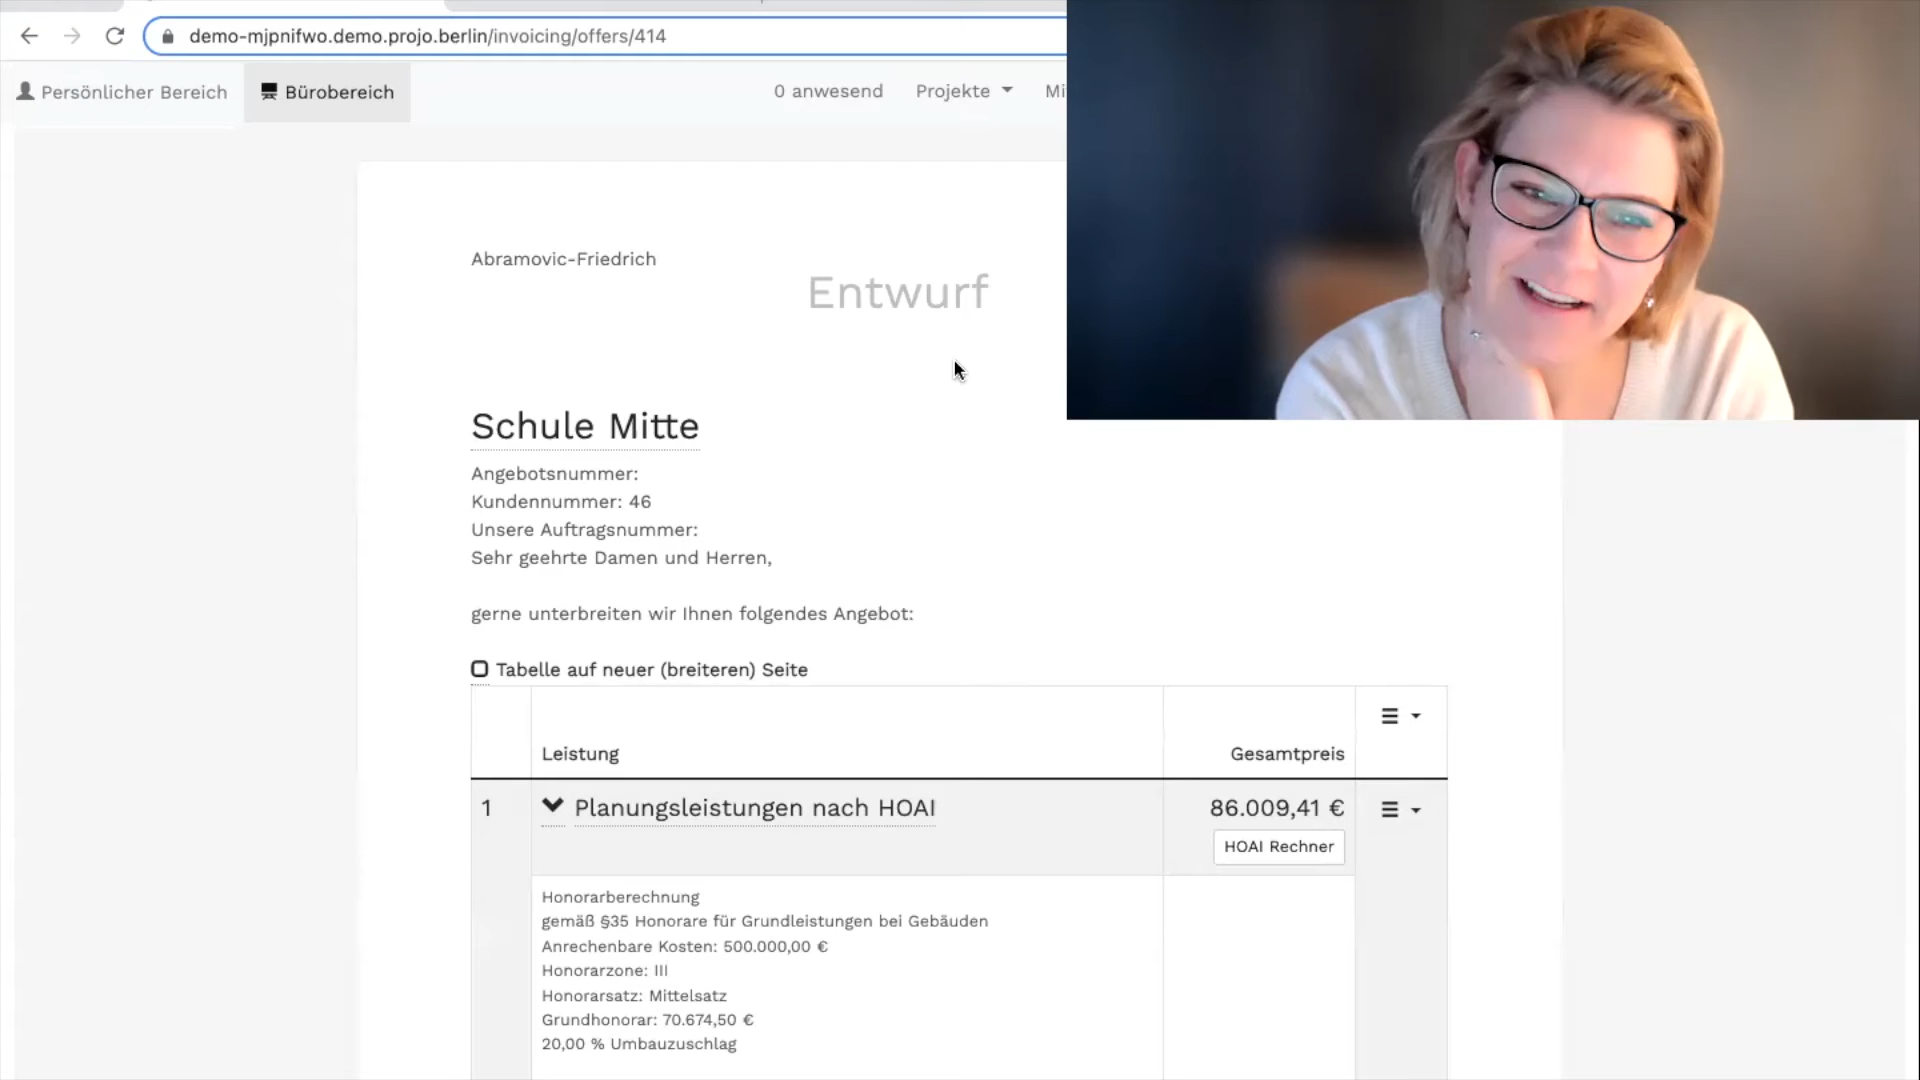 demo-mjpnifwo.demo.projo.berlin/invoicing/offers/414
Persönlicher Bereich
Bürobereich
0 anwesend
Projekte
Mi
Abramovic-Friedrich
Entwurf
Schule Mitte
Angebotsnummer:
Kundennummer: 46
Unsere Auftragsnummer:
Sehr geehrte Damen und Herren,
gerne unterbreiten wir Ihnen folgendes Angebot:
Tabelle auf neuer (breiteren) Seite
Leistung
Gesamtpreis
1
Planungsleistungen nach HOAI
86.009,41 €
HOAI Rechner
Honorarberechnung
gemäß §35 Honorare für Grundleistungen bei Gebäuden
Anrechenbare Kosten: 500.000,00 €
Honorarzone: III
Honorarsatz: Mittelsatz
Grundhonorar: 70.674,50 €
20,00 % Umbauzuschlag